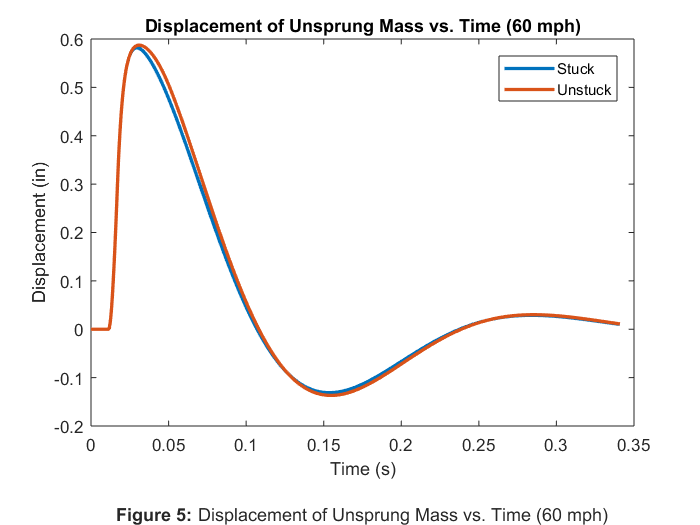 Displacement of Unsprung Mass vs. Time (60 mph)
0.6
0.5
0.4
0.3
0.2
0.1
0
-0.1
-0.2
Displacement (in)
Stuck
Unstuck
0 0.05 0.1 0.15 0.2 0.25 0.3 0.35
Time (s)
Figure 5: Displacement of Unsprung Mass vs. Time (60 mph)